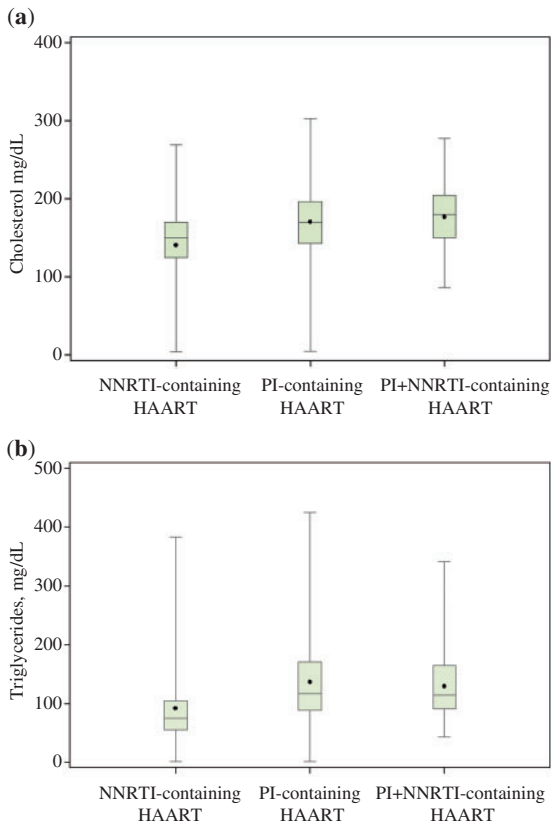 (a)
400
300
200
100
0
Cholesterol mg/dL
NNRTI-containing HAART
PI-containing HAART
PI+NNRTI-containing HAART
(b)
500
400
300
200
100
0
Triglycerides, mg/dL
NNRTI-containing HAART
PI-containing HAART
PI+NNRTI-containing HAART